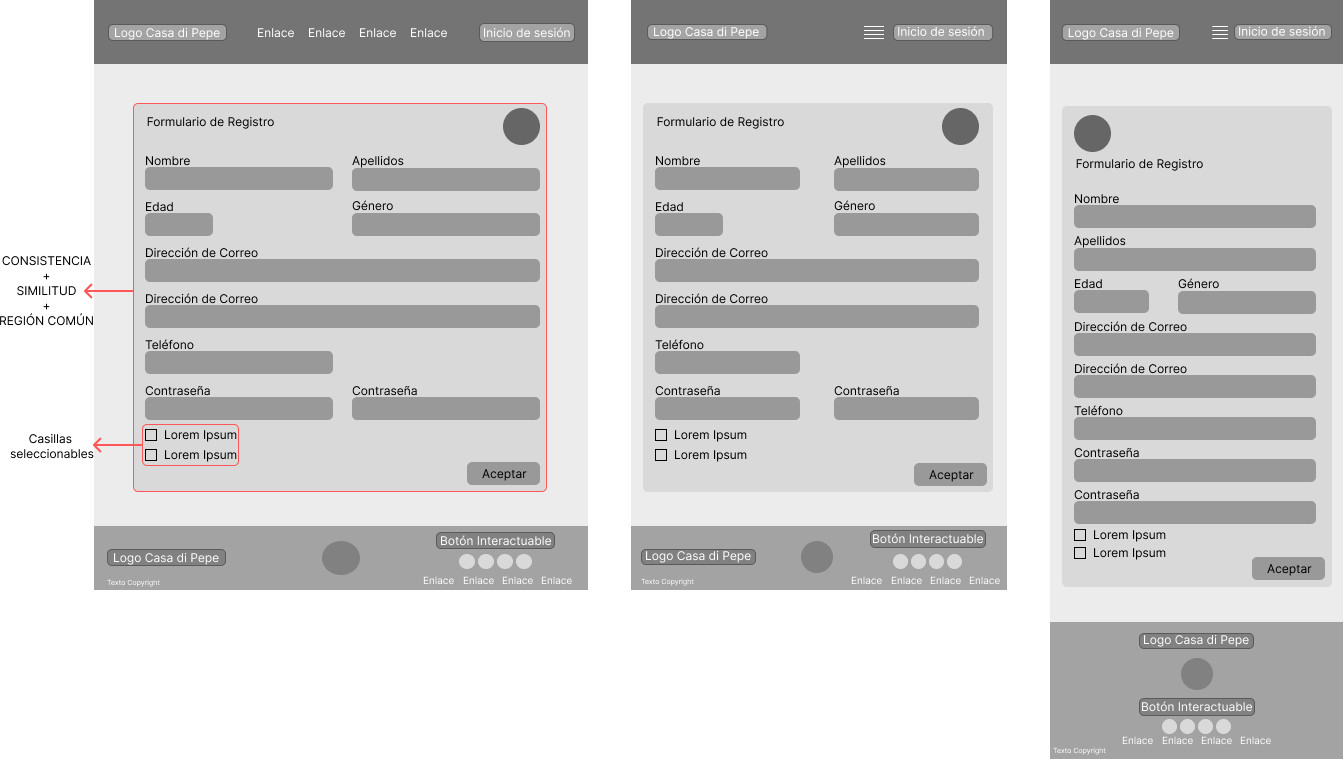 Logo Casa di Pepe
Enlace Enlace Enlace Enlace
Inicio de sesión
Formulario de Registro
Nombre
Apellidos
Edad
Género
Dirección de Correo
Dirección de Correo
Teléfono
Contraseña
Contraseña
Lorem Ipsum
Lorem Ipsum
Aceptar
CONSISTENCIA
+
SIMILITUD
+
REGIÓN COMÚN
Casillas
seleccionables
Logo Casa di Pepe
Texto Copyright
Botón Interactuable
Enlace Enlace Enlace Enlace
Logo Casa di Pepe
Inicio de sesión
Formulario de Registro
Nombre
Apellidos
Edad
Género
Dirección de Correo
Dirección de Correo
Teléfono
Contraseña
Contraseña
Lorem Ipsum
Lorem Ipsum
Aceptar
Logo Casa di Pepe
Texto Copyright
Botón Interactuable
Enlace Enlace Enlace Enlace
Logo Casa di Pepe
Inicio de sesión
Formulario de Registro
Nombre
Apellidos
Edad
Género
Dirección de Correo
Dirección de Correo
Teléfono
Contraseña
Contraseña
Lorem Ipsum
Lorem Ipsum
Aceptar
Logo Casa di Pepe
Botón Interactuable
Enlace Enlace Enlace Enlace
Texto Copyright